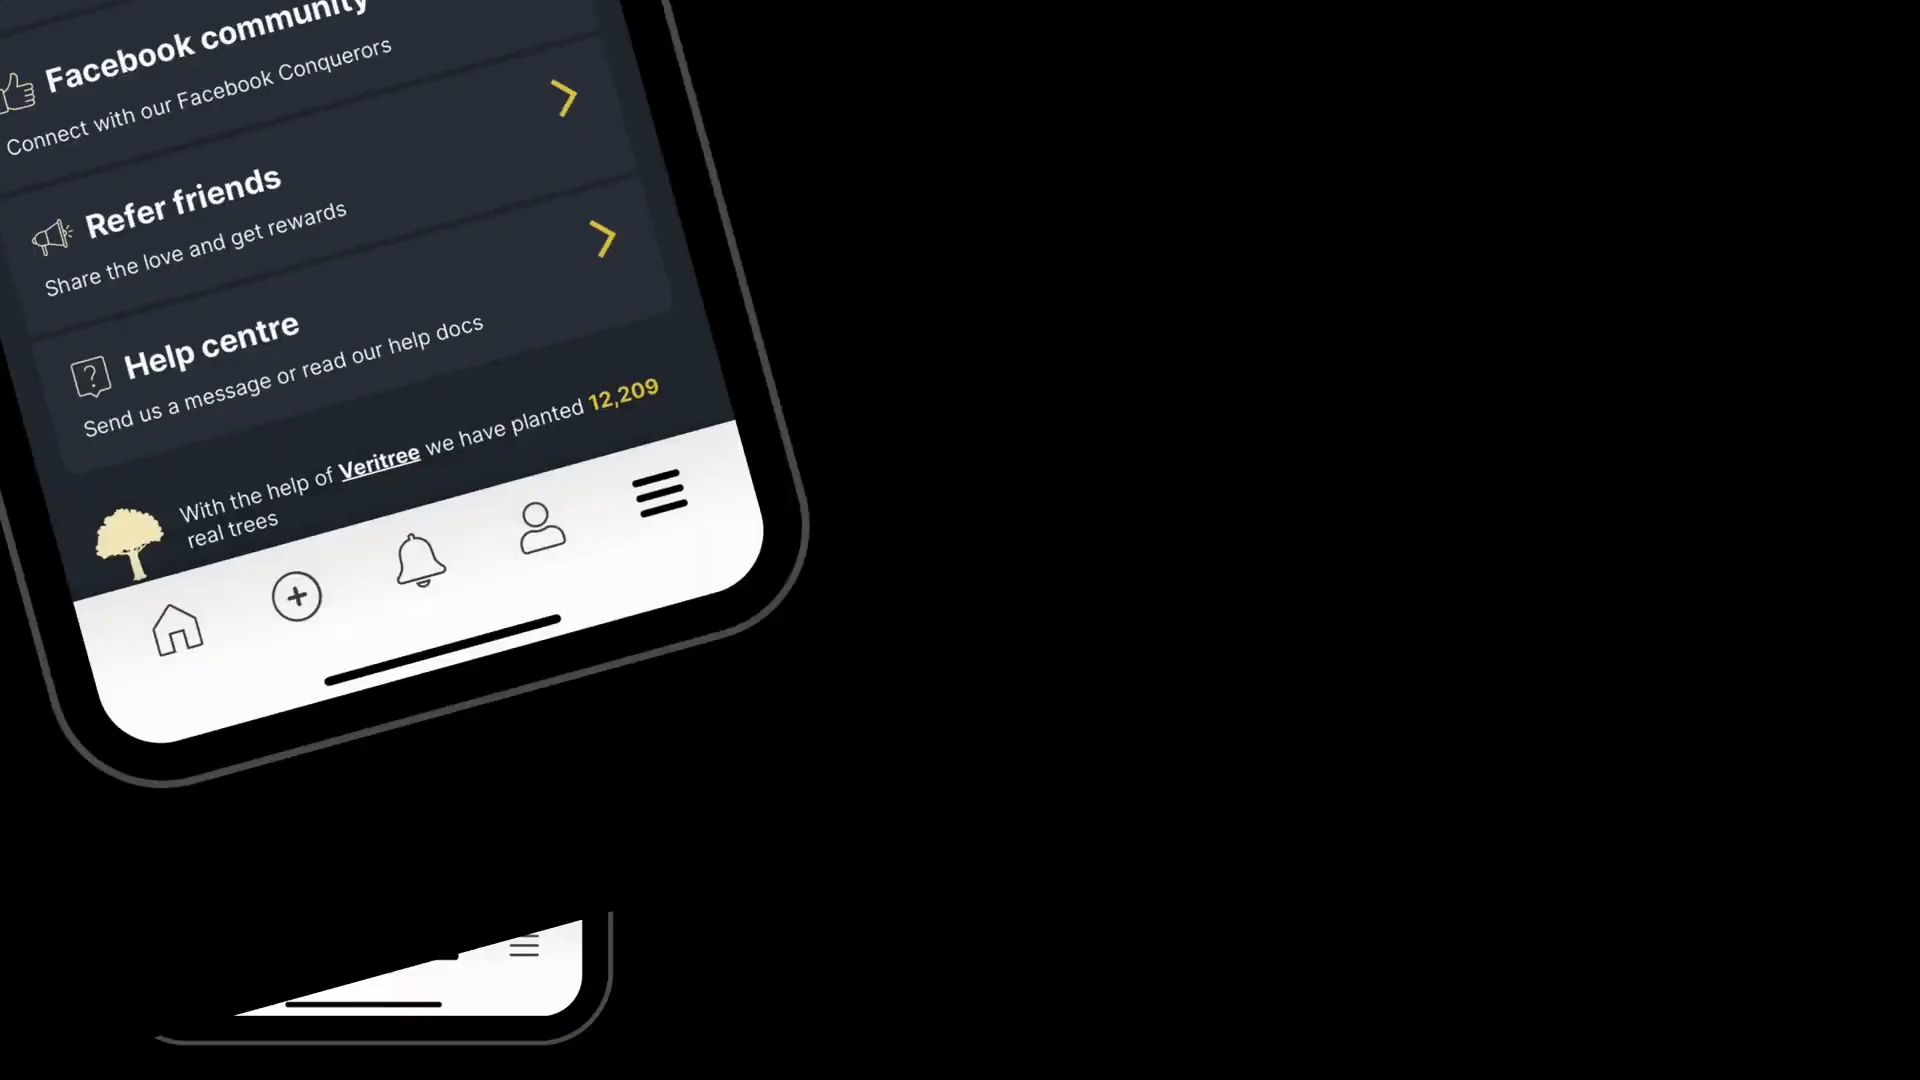 Facebook community
Connect with our Facebook Conquerors
Refer friends
Share the love and get rewards
Help centre
Send us a message or read our help docs
With the help of Veritree we have planted 12,209
real trees